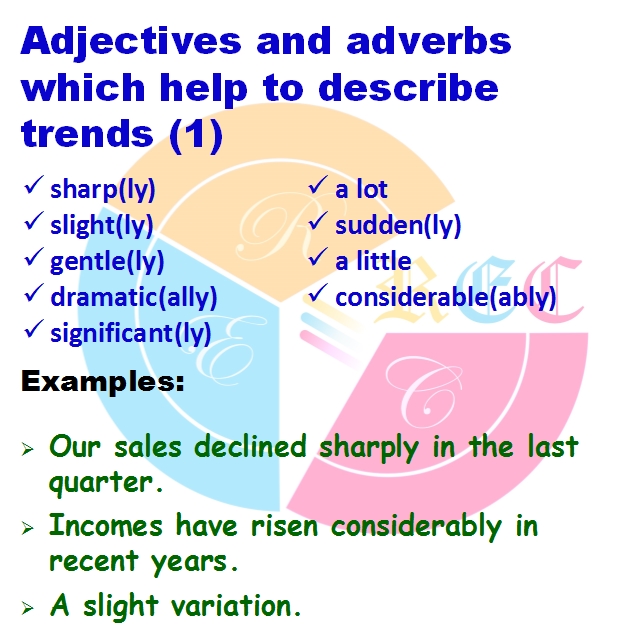 Adjectives and adverbs
which help to describe
trends (1)
✓ sharp(ly)
✓ slight(ly)
✓ gentle(ly)
✓ dramatic(ally)
✓ significant(ly)
✓ a lot
✓ sudden(ly)
✓ a little
✓ considerable(ably)
R
E
C
REC
Examples:
➢ Our sales declined sharply in the last
quarter.
➢ Incomes have risen considerably in
recent years.
➢ A slight variation.